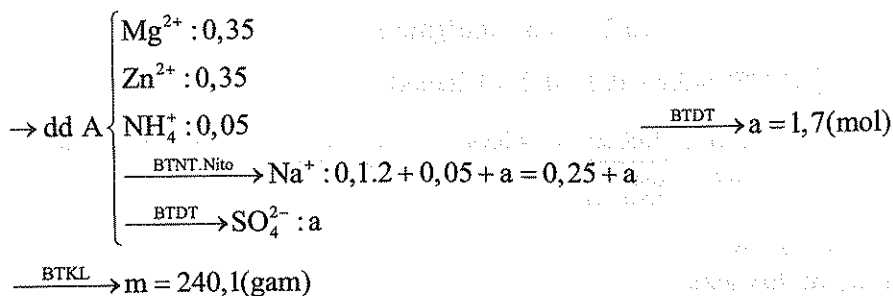 Mg²⁺ : 0,35
Zn²⁺ : 0,35
→ dd A { NH₄⁺ : 0,05 —BTDT→ a = 1,7(mol)
—BTNT.Nito→ Na⁺ : 0,1.2 + 0,05 + a = 0,25 + a
—BTDT→ SO₄²⁻ : a
—BTKL→ m = 240,1(gam)